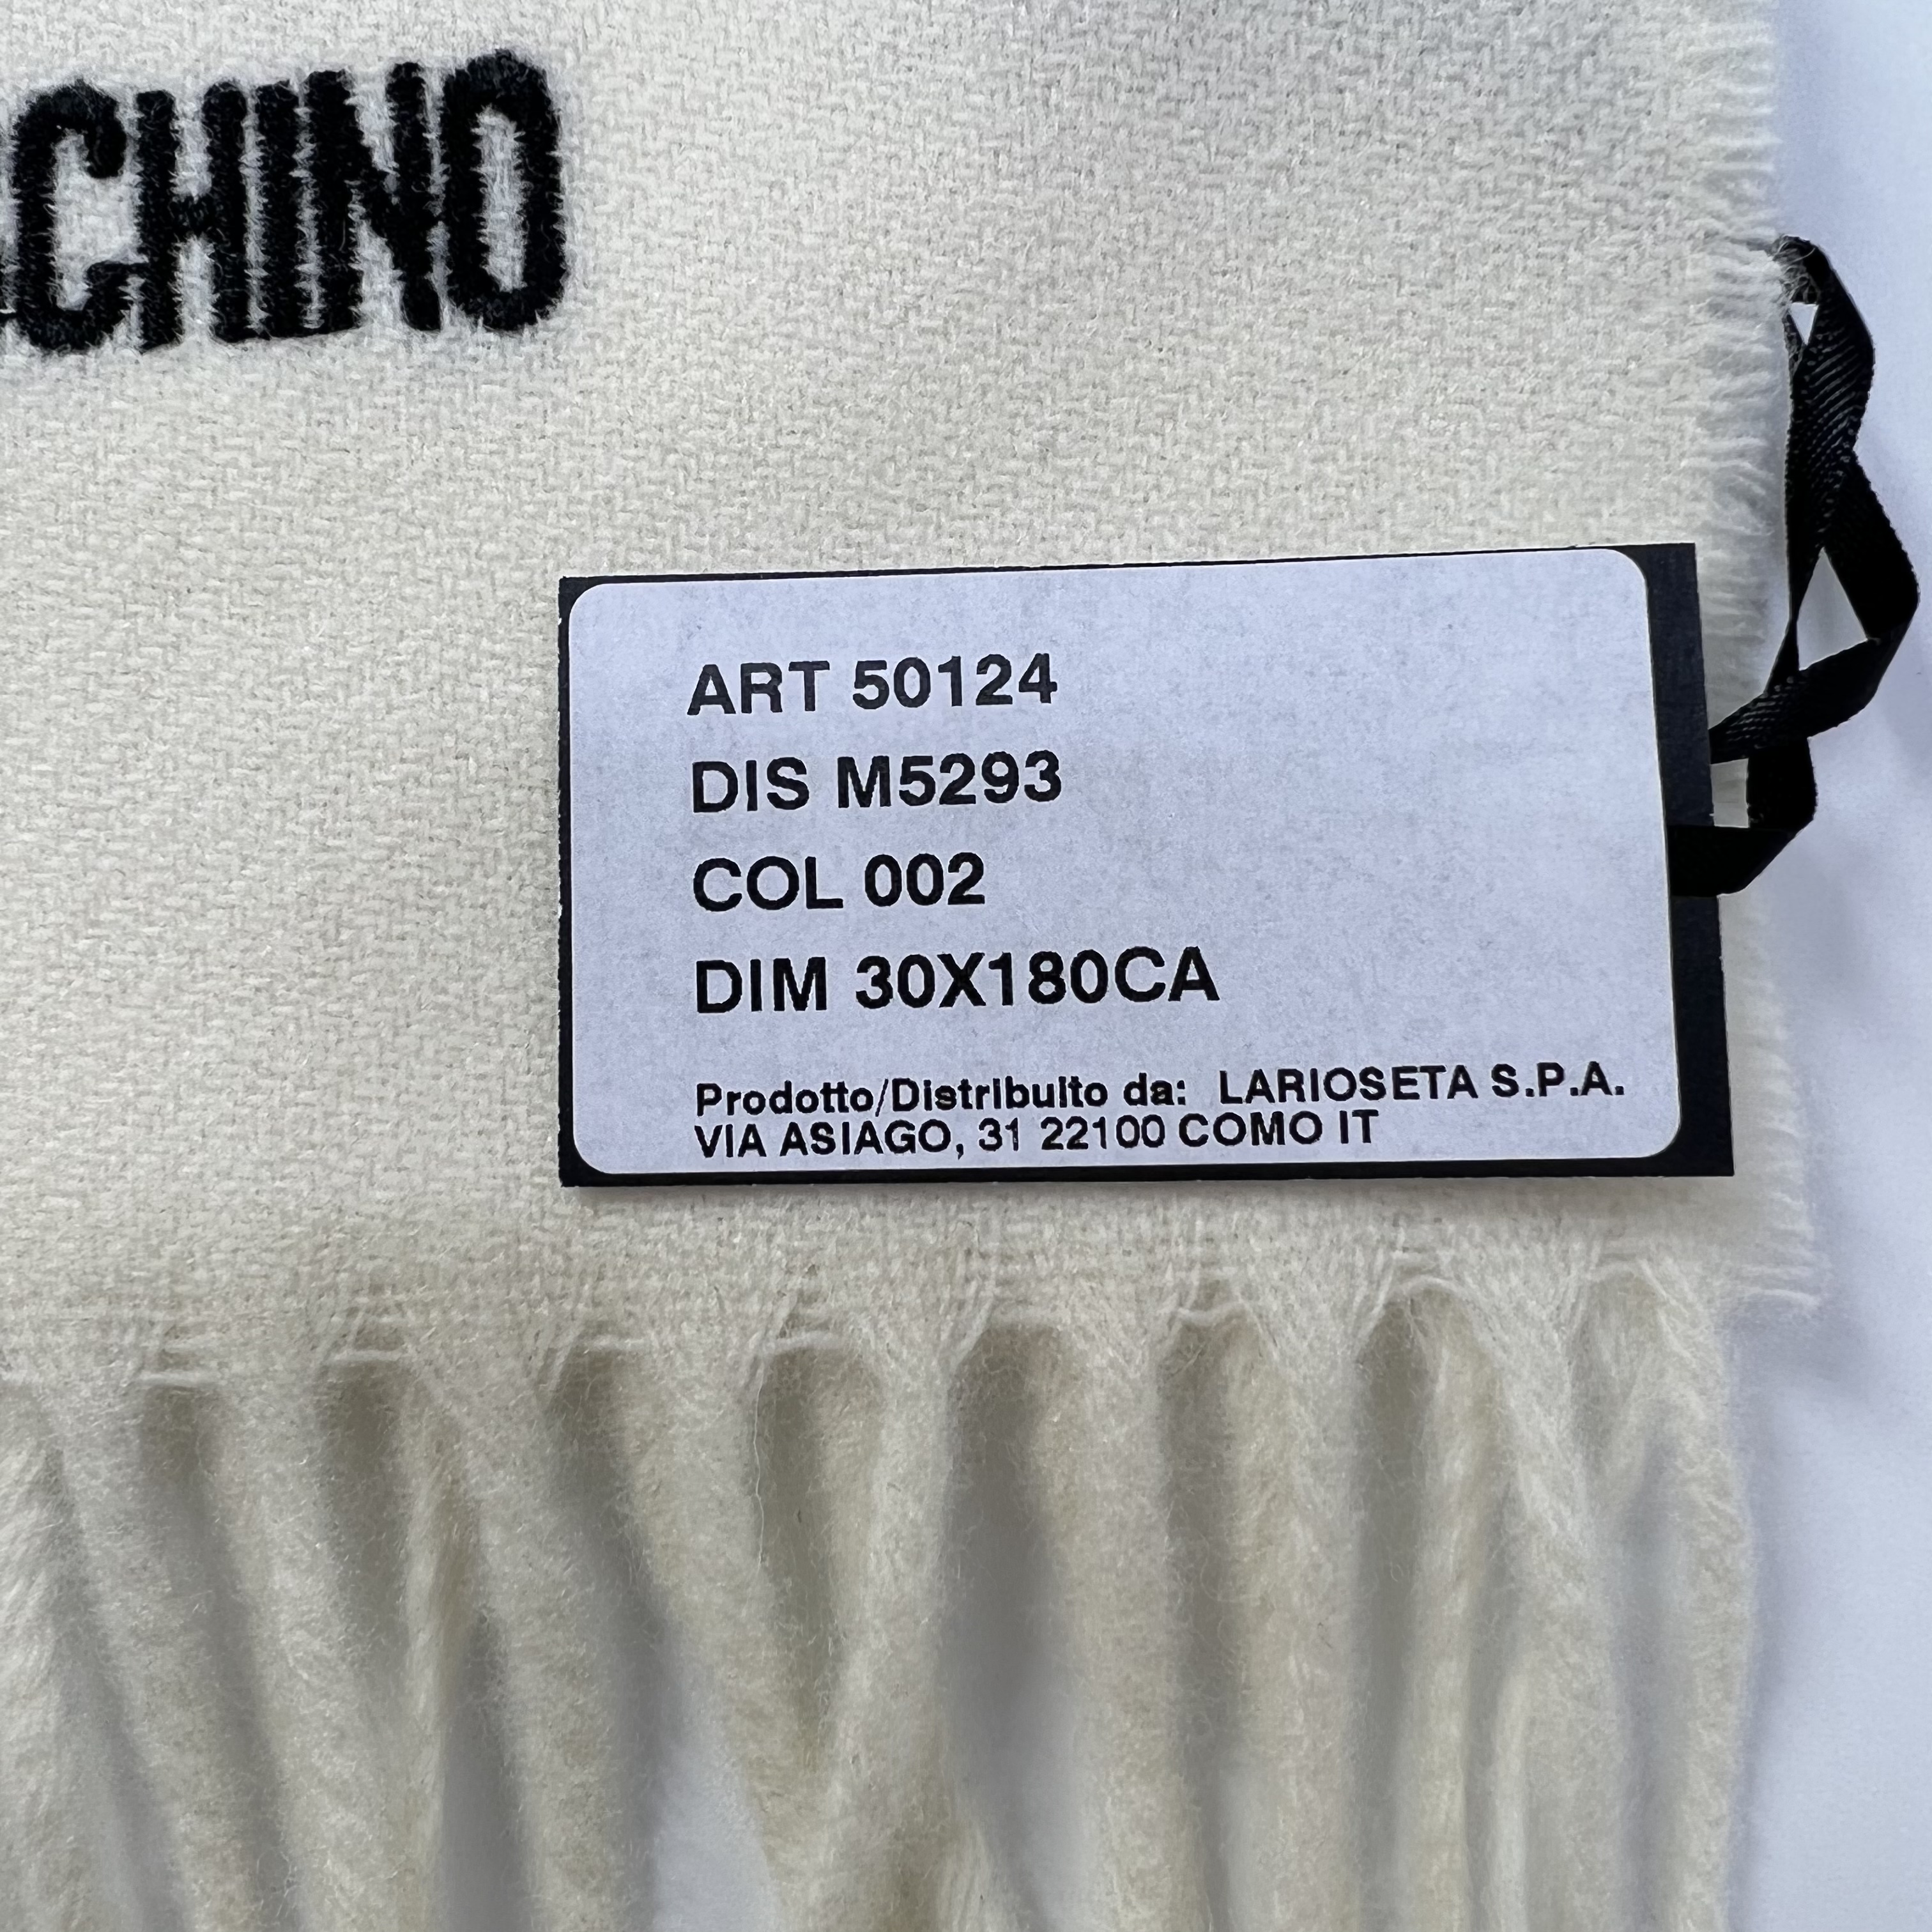 CHINO
ART 50124
DIS M5293
COL 002
DIM 30X180CA
Prodotto/Distribuito da: LARIOSETA S.P.A.
VIA ASIAGO, 31 22100 COMO IT